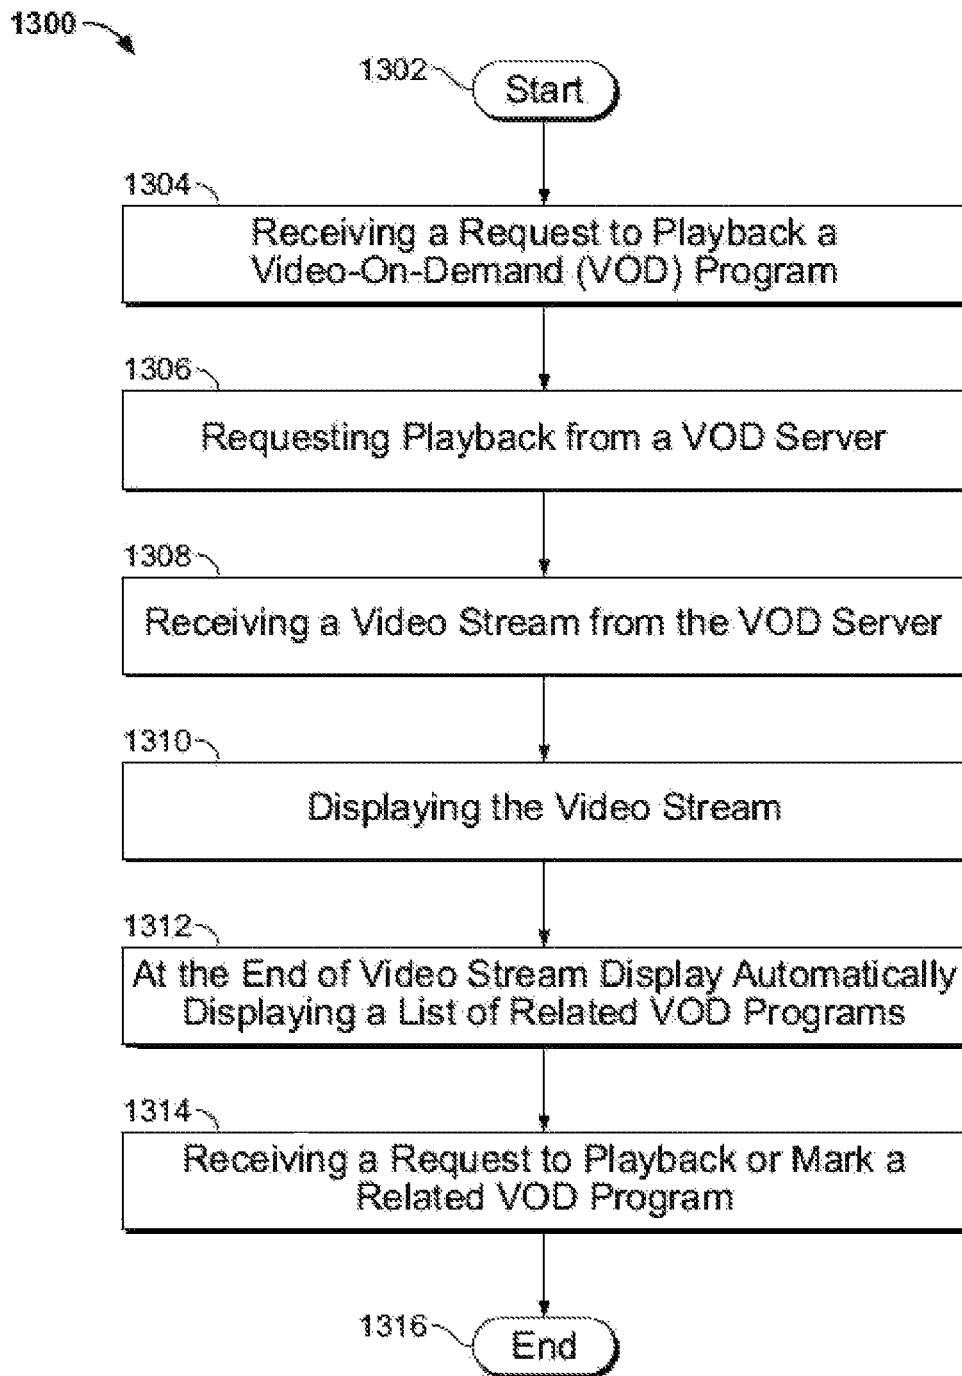 1300
1302
Start
1304
Receiving a Request to Playback a
Video-On-Demand (VOD) Program
1306
Requesting Playback from a VOD Server
1308
Receiving a Video Stream from the VOD Server
1310
Displaying the Video Stream
1312
At the End of Video Stream Display Automatically
Displaying a List of Related VOD Programs
1314
Receiving a Request to Playback or Mark a
Related VOD Program
1316
End